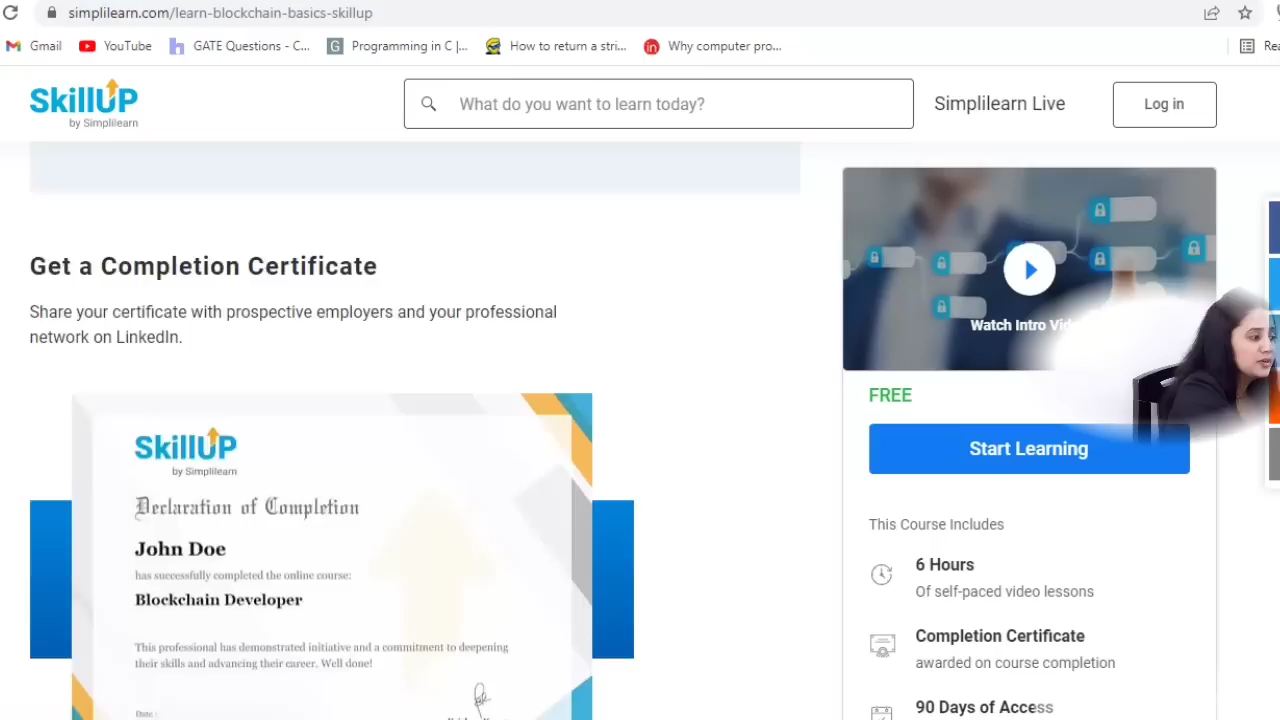 simplilearn.com/learn-blockchain-basics-skillup
Gmail
YouTube
GATE Questions - C...
Programming in C |...
How to return a stri...
Why computer pro...
SkillUP
by Simplilearn
What do you want to learn today?
Simplilearn Live
Log in
Get a Completion Certificate
Share your certificate with prospective employers and your professional
network on LinkedIn.
SkillUP
by Simplilearn
Declaration of Completion
John Doe
has successfully completed the online course:
Blockchain Developer
This professional has demonstrated initiative and a commitment to deepening
their skills and advancing their career. Well done!
Date :
Watch Intro
FREE
Start Learning
This Course Includes
6 Hours
Of self-paced video lessons
Completion Certificate
awarded on course completion
90 Days of Access